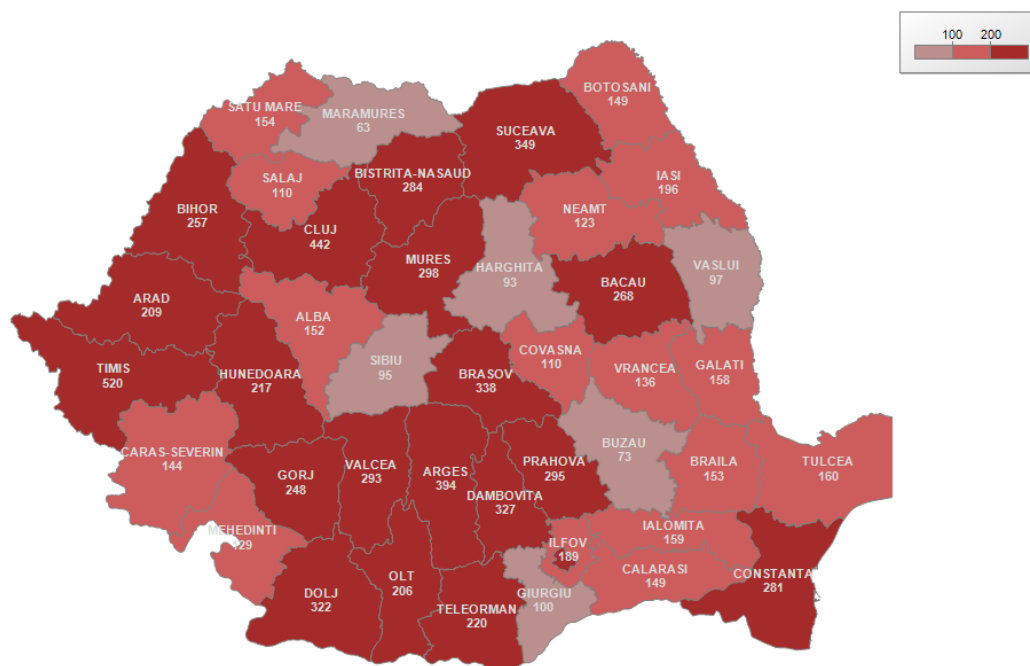 100 200
BOTOSANI
149
SATU MARE
154
MARAMURES
63
SUCEAVA
349
IASI
196
SALAJ
110
BISTRITA-NASAUD
284
BIHOR
257
NEAMT
123
CLUJ
442
MURES
298
HARGHITA
93
VASLUI
97
BACAU
268
ARAD
209
ALBA
152
COVASNA
110
SIBIU
95
GALATI
158
TIMIS
520
HUNEDOARA
217
BRASOV
338
VRANCEA
136
BUZAU
73
CARAS-SEVERIN
144
GORJ
248
VALCEA
293
ARGES
394
PRAHOVA
295
BRAILA
153
TULCEA
160
DAMBOVITA
327
MEHEDINTI
129
IALOMITA
159
ILFOV
189
CALARASI
149
CONSTANTA
281
OLT
206
DOLJ
322
GIURGIU
100
TELEORMAN
220